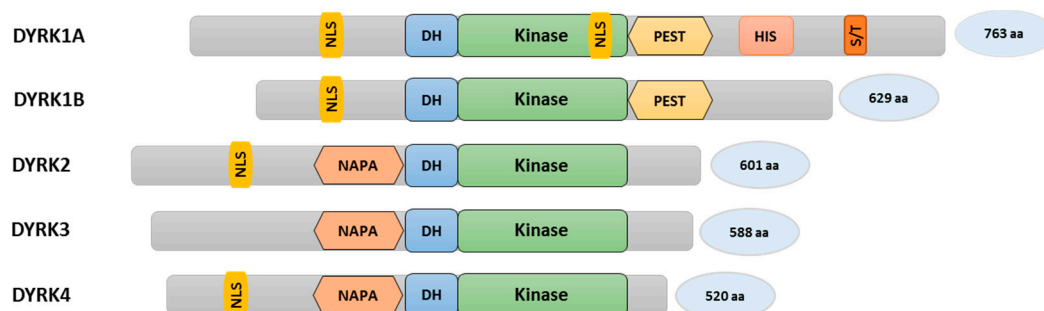 DYRK1A NLS DH Kinase NLS PEST HIS S/T 763 aa
DYRK1B NLS DH Kinase PEST 629 aa
DYRK2 NLS NAPA DH Kinase 601 aa
DYRK3 NAPA DH Kinase 588 aa
DYRK4 NLS NAPA DH Kinase 520 aa